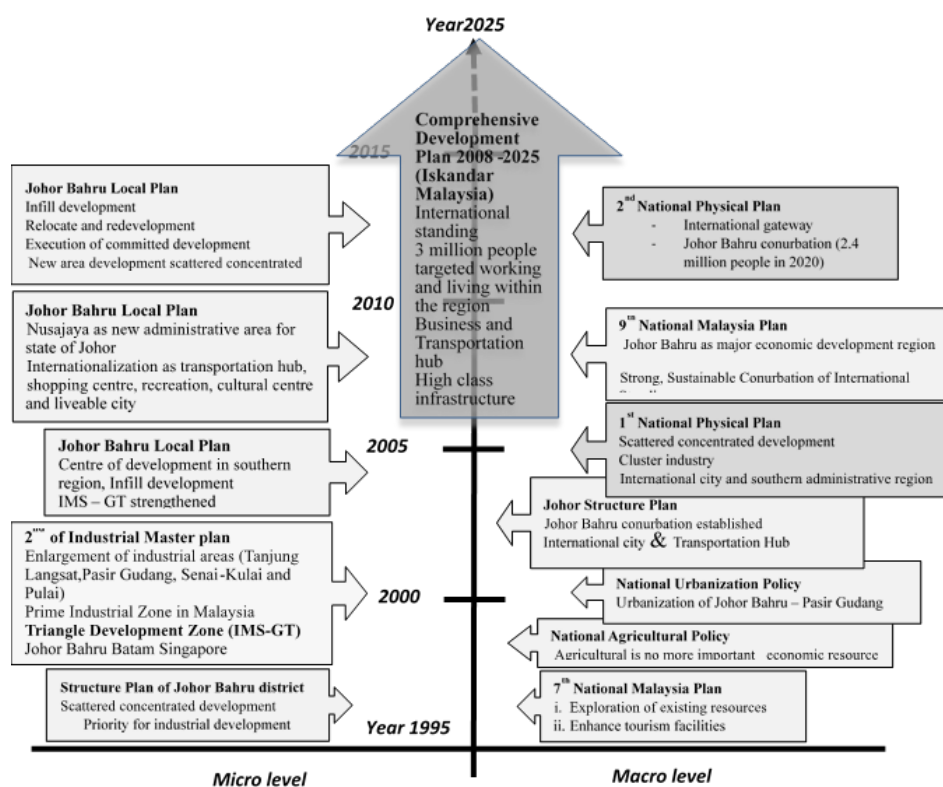 Year2025
Comprehensive
Development
Plan 2008 -2025
(Iskandar
Malaysia)
International
standing
3 million people
targeted working
and living within
the region
Business and
Transportation
hub
High class
infrastructure
2015
Johor Bahru Local Plan
Infill development
Relocate and redevelopment
Execution of committed development
New area development scattered concentrated
2010
Johor Bahru Local Plan
Nusajaya as new administrative area for
state of Johor
Internationalization as transportation hub,
shopping centre, recreation, cultural centre
and liveable city
2005
Johor Bahru Local Plan
Centre of development in southern
region, Infill development
IMS – GT strengthened
2nd of Industrial Master plan
Enlargement of industrial areas (Tanjung
Langsat,Pasir Gudang, Senai-Kulai and
Pulai)
Prime Industrial Zone in Malaysia
Triangle Development Zone (IMS-GT)
Johor Bahru Batam Singapore
2000
Structure Plan of Johor Bahru district
Scattered concentrated development
Priority for industrial development
Year 1995
2nd National Physical Plan
- International gateway
- Johor Bahru conurbation (2.4
million people in 2020)
9th National Malaysia Plan
Johor Bahru as major economic development region
Strong, Sustainable Conurbation of International
1st National Physical Plan
Scattered concentrated development
Cluster industry
International city and southern administrative region
Johor Structure Plan
Johor Bahru conurbation established
International city & Transportation Hub
National Urbanization Policy
Urbanization of Johor Bahru – Pasir Gudang
National Agricultural Policy
Agricultural is no more important economic resource
7th National Malaysia Plan
i. Exploration of existing resources
ii. Enhance tourism facilities
Micro level
Macro level